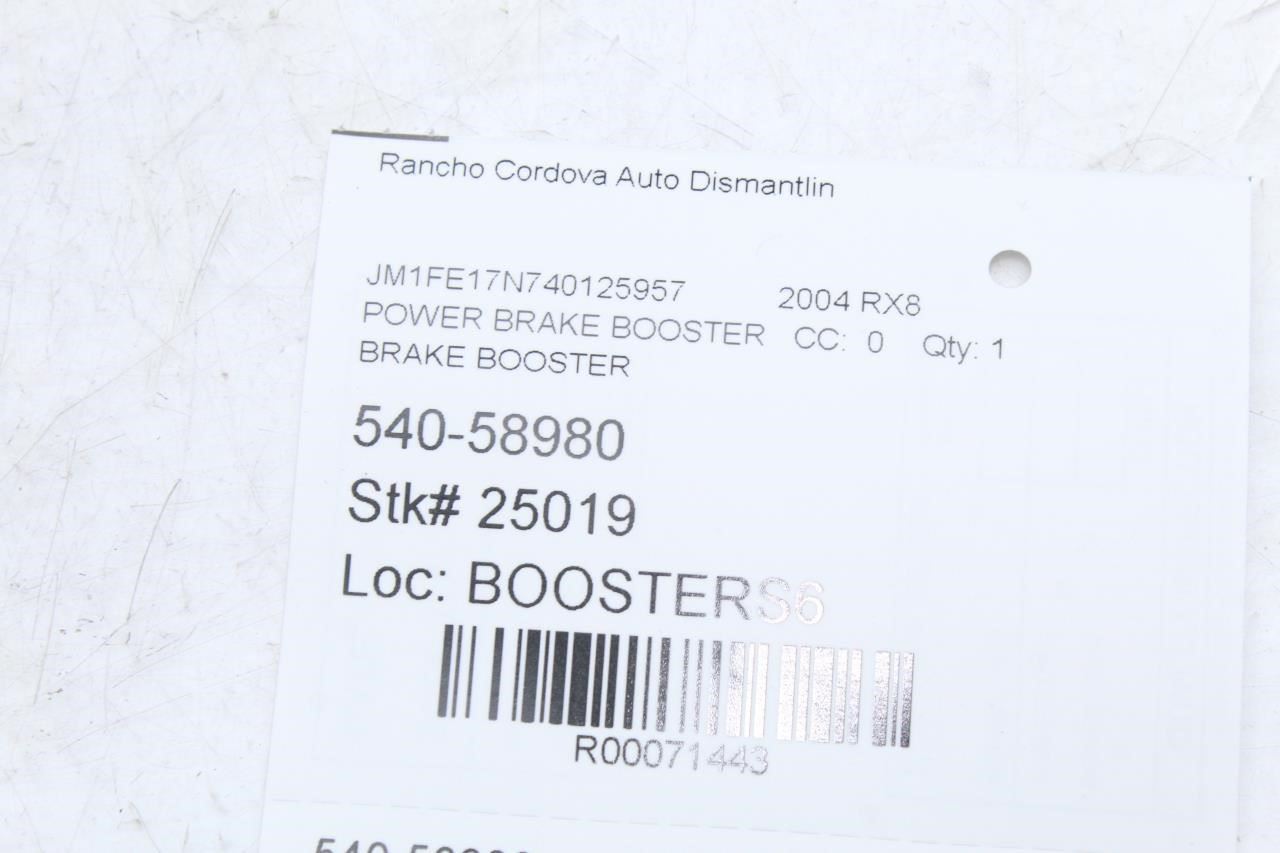 Rancho Cordova Auto Dismantlin
JM1FE17N740125957 2004 RX8
POWER BRAKE BOOSTER CC: 0 Qty: 1
BRAKE BOOSTER
540-58980
Stk# 25019
Loc: BOOSTERS6
R00071443